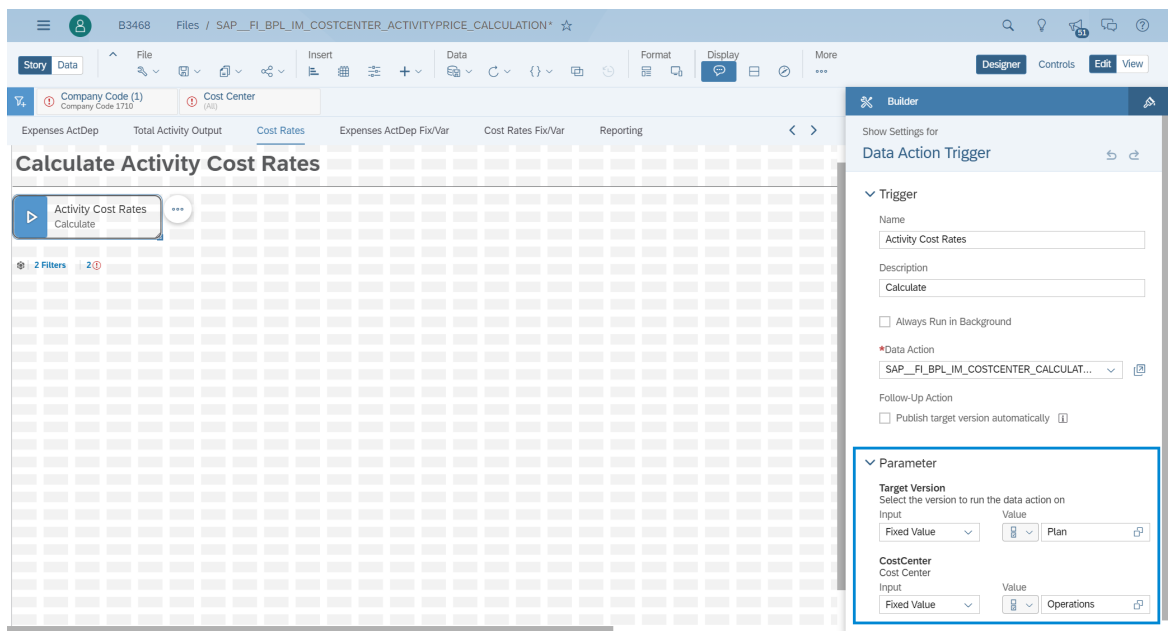 B3468 Files / SAP__FI_BPL_IM_COSTCENTER_ACTIVITYPRICE_CALCULATION*
51
Story Data
File
Insert
Data
Format
Display
More
Designer Controls Edit View
Company Code (1)
Company Code 1710
Cost Center
(All)
Builder
Expenses ActDep Total Activity Output Cost Rates Expenses ActDep Fix/Var Cost Rates Fix/Var Reporting
Show Settings for
Data Action Trigger
Calculate Activity Cost Rates
Activity Cost Rates
Calculate
2 Filters 2
Trigger
Name
Activity Cost Rates
Description
Calculate
Always Run in Background
*Data Action
SAP__FI_BPL_IM_COSTCENTER_CALCULAT...
Follow-Up Action
Publish target version automatically
Parameter
Target Version
Select the version to run the data action on
Input Value
Fixed Value Plan
CostCenter
Cost Center
Input Value
Fixed Value Operations